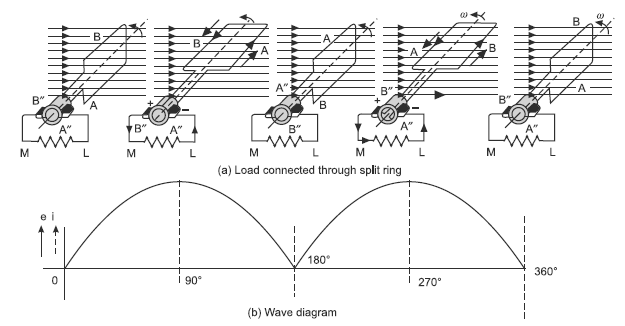 ω ω
B B A A B
B A A B A
B″ A A″ B B″ B″
+ − + −
B″ A″ A″
A″ B″ A″
M L M L M L M L M L
(a) Load connected through split ring
e i
180°
0 90° 270° 360°
(b) Wave diagram